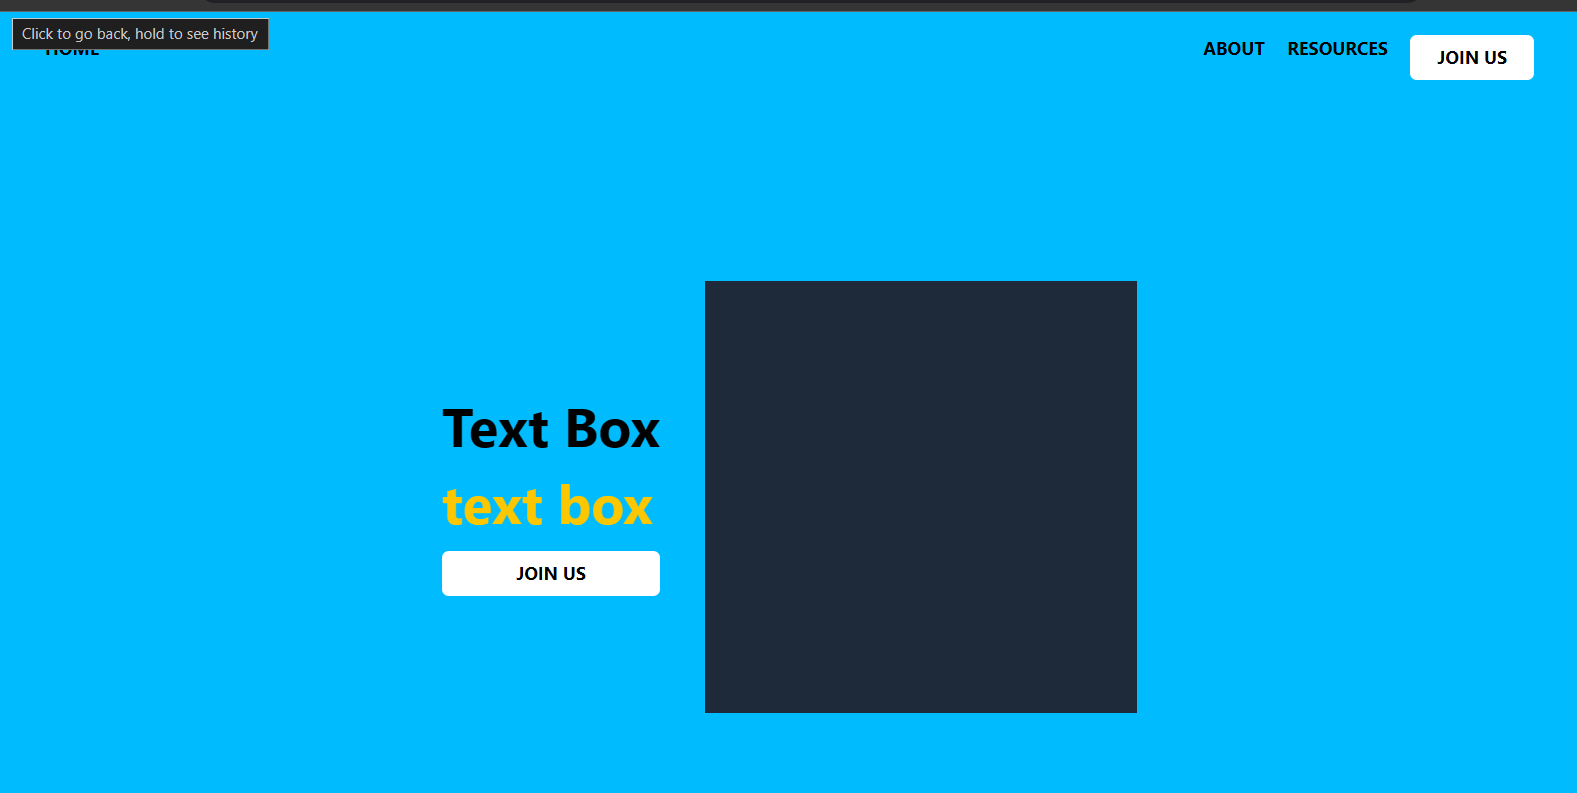 Click to go back, hold to see history
HOME
ABOUT RESOURCES JOIN US
Text Box
text box
JOIN US